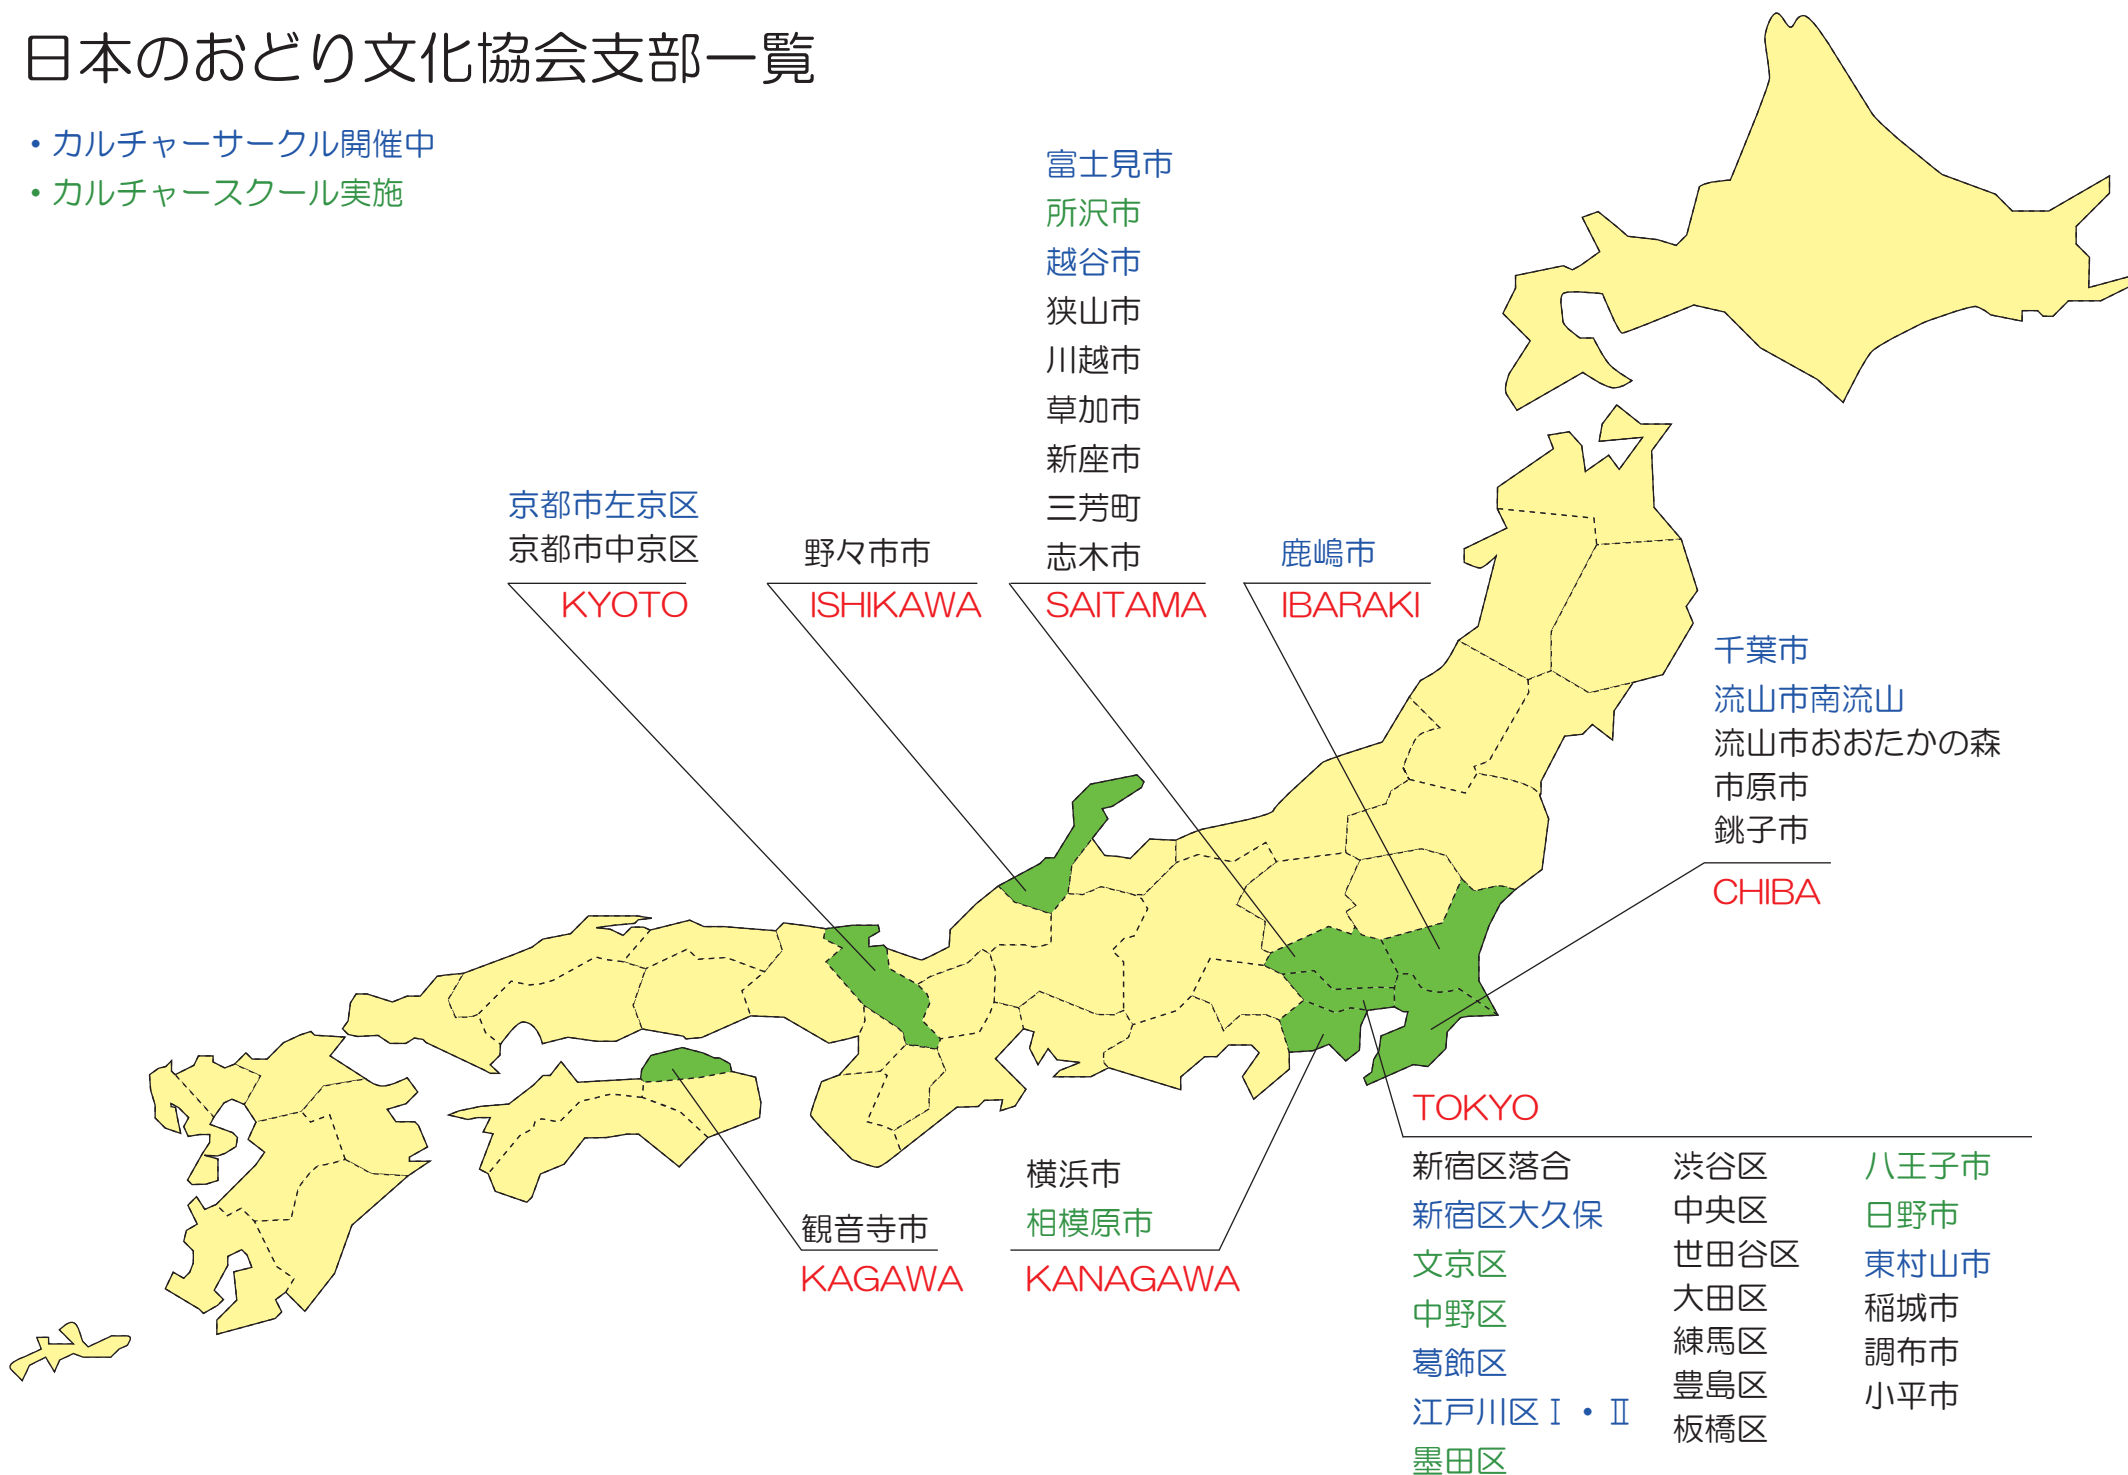 日本のおどり文化協会支部一覧
・カルチャーサークル開催中
・カルチャースクール実施
京都市左京区
京都市中京区
KYOTO
野々市市
ISHIKAWA
富士見市
所沢市
越谷市
狭山市
川越市
草加市
新座市
三芳町
志木市
SAITAMA
鹿嶋市
IBARAKI
千葉市
流山市南流山
流山市おおたかの森
市原市
銚子市
CHIBA
観音寺市
KAGAWA
横浜市
相模原市
KANAGAWA
TOKYO
新宿区落合
新宿区大久保
文京区
中野区
葛飾区
江戸川区Ⅰ・Ⅱ
墨田区
渋谷区
中央区
世田谷区
大田区
練馬区
豊島区
板橋区
八王子市
日野市
東村山市
稲城市
調布市
小平市